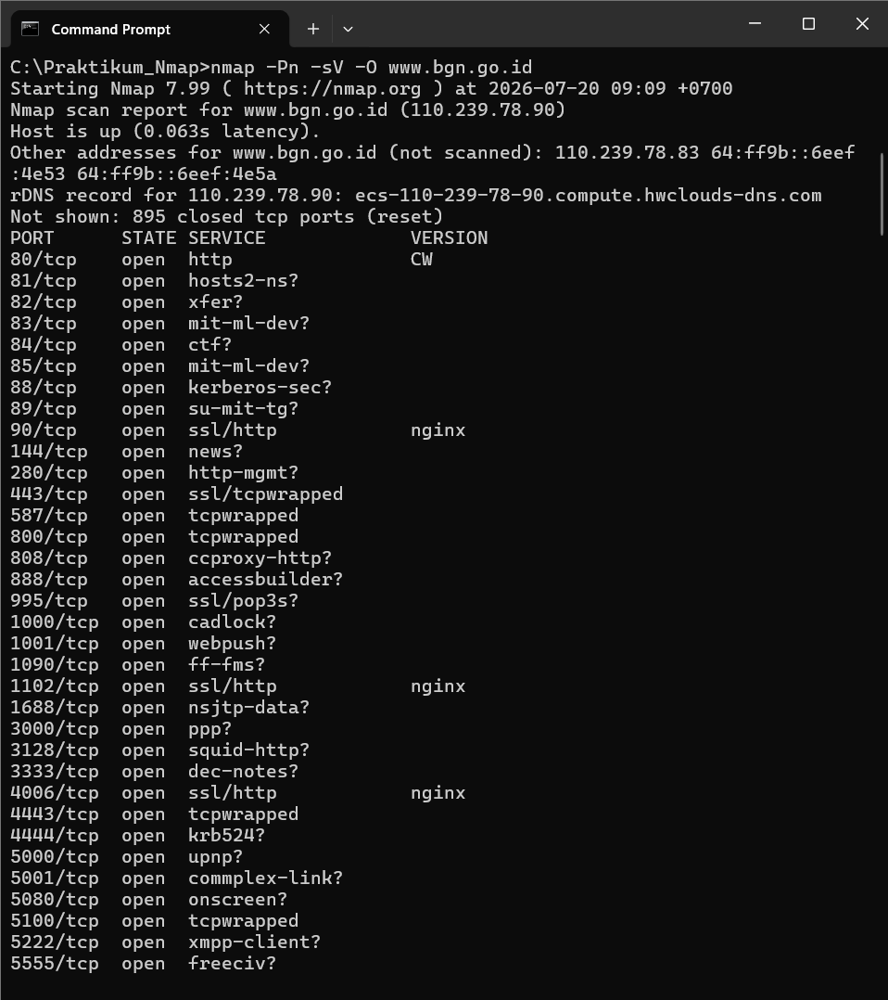 Command Prompt
C:\Praktikum_Nmap>nmap -Pn -sV -O www.bgn.go.id
Starting Nmap 7.99 ( https://nmap.org ) at 2026-07-20 09:09 +0700
Nmap scan report for www.bgn.go.id (110.239.78.90)
Host is up (0.063s latency).
Other addresses for www.bgn.go.id (not scanned): 110.239.78.83 64:ff9b::6eef
:4e53 64:ff9b::6eef:4e5a
rDNS record for 110.239.78.90: ecs-110-239-78-90.compute.hwclouds-dns.com
Not shown: 895 closed tcp ports (reset)
PORT      STATE SERVICE             VERSION
80/tcp    open  http                CW
81/tcp    open  hosts2-ns?
82/tcp    open  xfer?
83/tcp    open  mit-ml-dev?
84/tcp    open  ctf?
85/tcp    open  mit-ml-dev?
88/tcp    open  kerberos-sec?
89/tcp    open  su-mit-tg?
90/tcp    open  ssl/http            nginx
144/tcp   open  news?
280/tcp   open  http-mgmt?
443/tcp   open  ssl/tcpwrapped
587/tcp   open  tcpwrapped
800/tcp   open  tcpwrapped
808/tcp   open  ccproxy-http?
888/tcp   open  accessbuilder?
995/tcp   open  ssl/pop3s?
1000/tcp  open  cadlock?
1001/tcp  open  webpush?
1090/tcp  open  ff-fms?
1102/tcp  open  ssl/http            nginx
1688/tcp  open  nsjtp-data?
3000/tcp  open  ppp?
3128/tcp  open  squid-http?
3333/tcp  open  dec-notes?
4006/tcp  open  ssl/http            nginx
4443/tcp  open  tcpwrapped
4444/tcp  open  krb524?
5000/tcp  open  upnp?
5001/tcp  open  commplex-link?
5080/tcp  open  onscreen?
5100/tcp  open  tcpwrapped
5222/tcp  open  xmpp-client?
5555/tcp  open  freeciv?